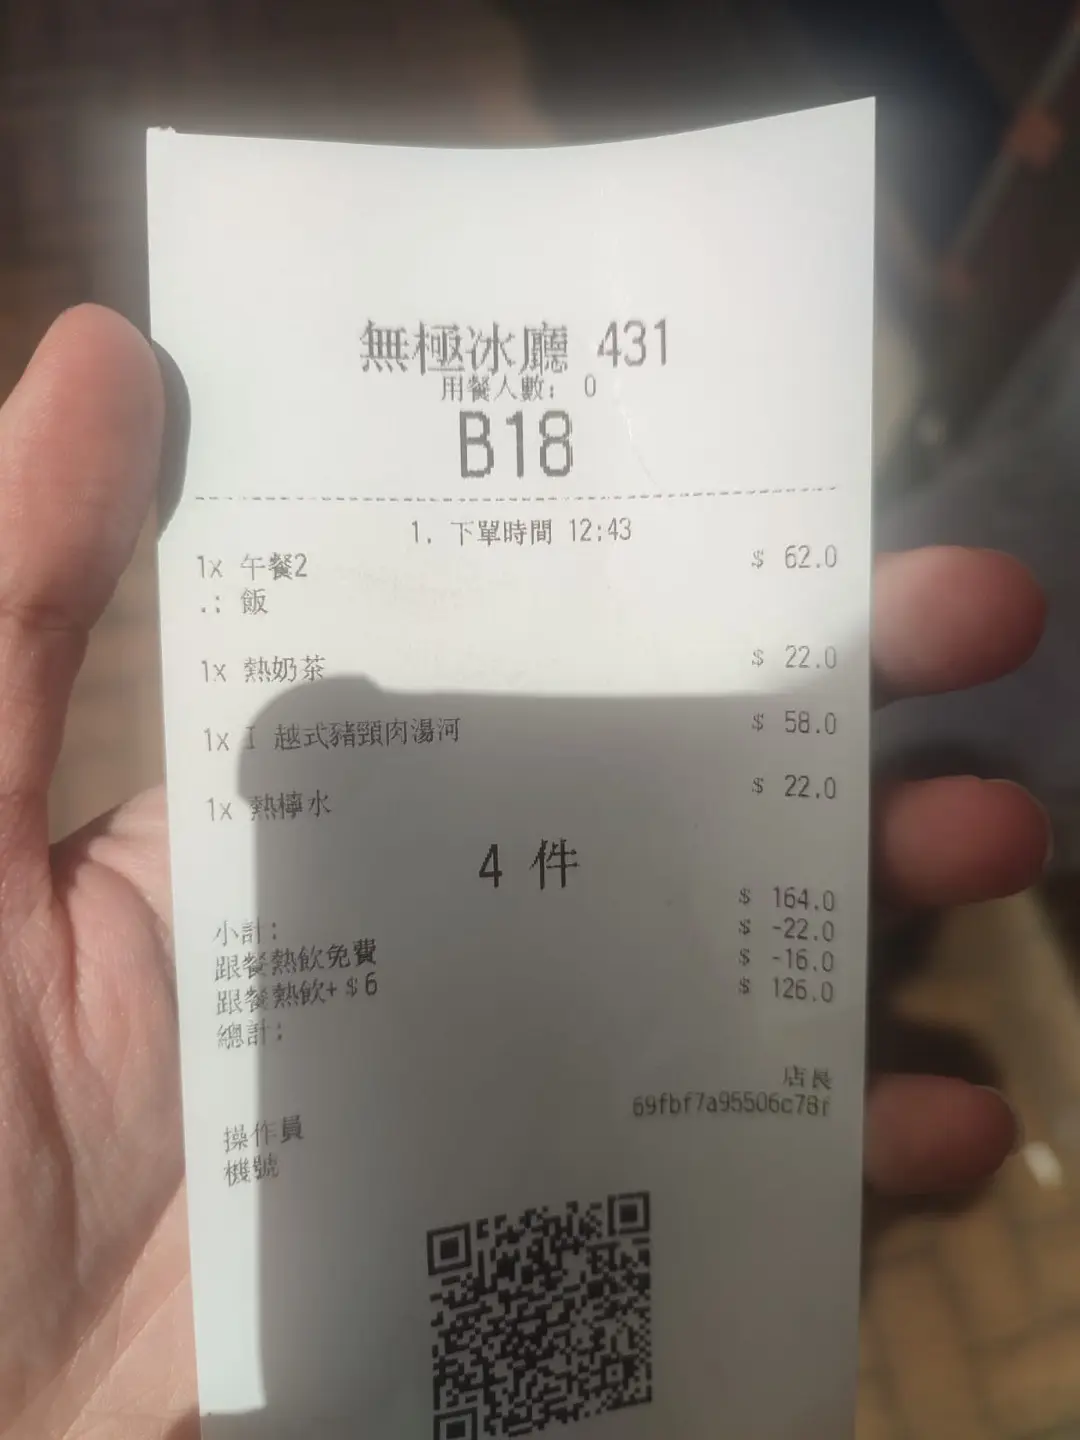 無極冰廳 431
用餐人數: 0
B18
1. 下單時間 12:43
1x 午餐2 $ 62.0
.: 飯
1x 熱奶茶 $ 22.0
1x I 越式豬頸肉湯河 $ 58.0
1x 熱檸水 $ 22.0
4 件
小計: $ 164.0
跟餐熱飲免費 $ -22.0
跟餐熱飲+$6 $ -16.0
總計: $ 126.0
操作員 店長
機號 69fbf7a95506c78f